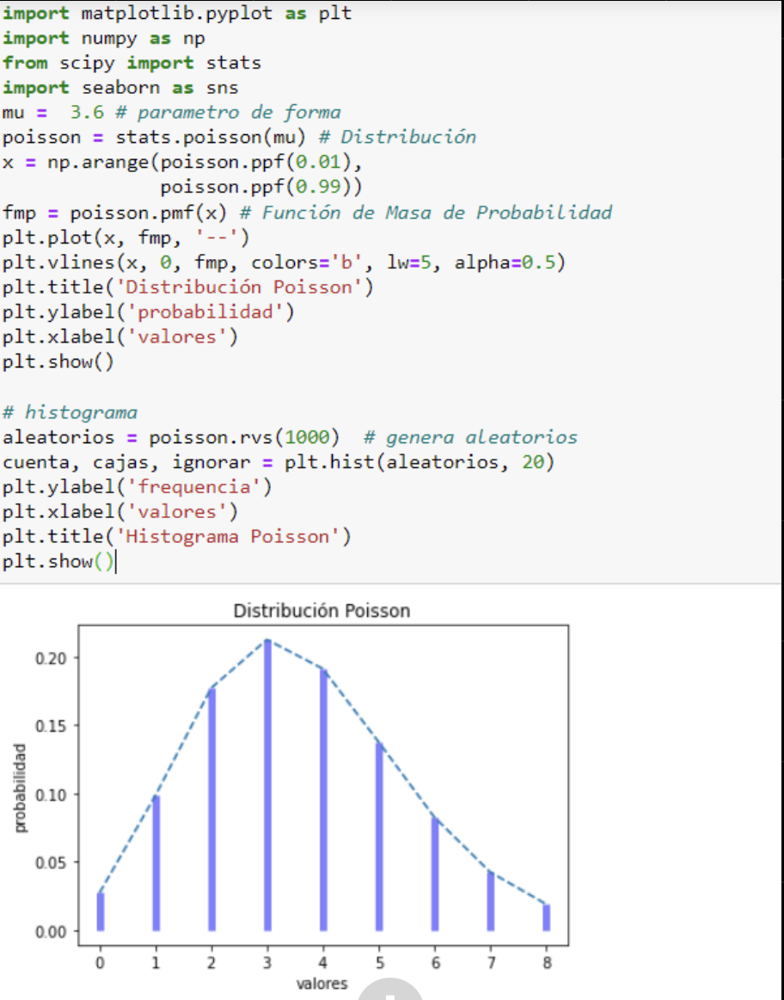 import matplotlib.pyplot as plt
import numpy as np
from scipy import stats
import seaborn as sns
mu =  3.6 # parametro de forma
poisson = stats.poisson(mu) # Distribución
x = np.arange(poisson.ppf(0.01),
              poisson.ppf(0.99))
fmp = poisson.pmf(x) # Función de Masa de Probabilidad
plt.plot(x, fmp, '--')
plt.vlines(x, 0, fmp, colors='b', lw=5, alpha=0.5)
plt.title('Distribución Poisson')
plt.ylabel('probabilidad')
plt.xlabel('valores')
plt.show()
# histograma
aleatorios = poisson.rvs(1000)  # genera aleatorios
cuenta, cajas, ignorar = plt.hist(aleatorios, 20)
plt.ylabel('frequencia')
plt.xlabel('valores')
plt.title('Histograma Poisson')
plt.show()
Distribución Poisson
probabilidad
0.20
0.15
0.10
0.05
0.00
0 1 2 3 4 5 6 7 8
valores